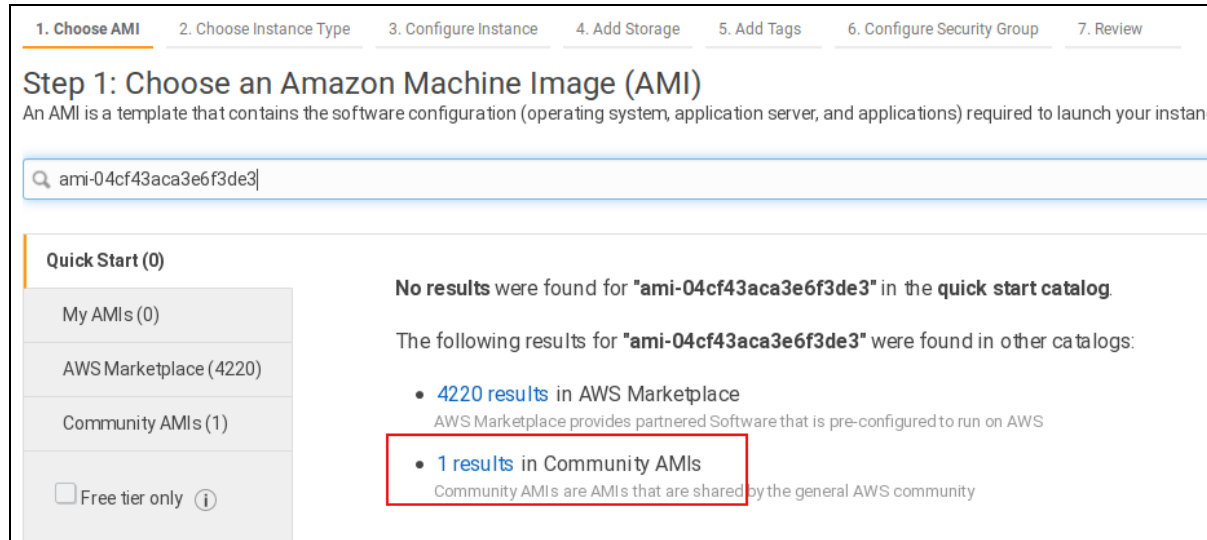 1. Choose AMI 2. Choose Instance Type 3. Configure Instance 4. Add Storage 5. Add Tags 6. Configure Security Group 7. Review
Step 1: Choose an Amazon Machine Image (AMI)
An AMI is a template that contains the software configuration (operating system, application server, and applications) required to launch your instan
ami-04cf43aca3e6f3de3
Quick Start (0)
My AMIs (0)
AWS Marketplace (4220)
Community AMIs (1)
Free tier only
No results were found for "ami-04cf43aca3e6f3de3" in the quick start catalog.
The following results for "ami-04cf43aca3e6f3de3" were found in other catalogs:
• 4220 results in AWS Marketplace
AWS Marketplace provides partnered Software that is pre-configured to run on AWS
• 1 results in Community AMIs
Community AMIs are AMIs that are shared by the general AWS community